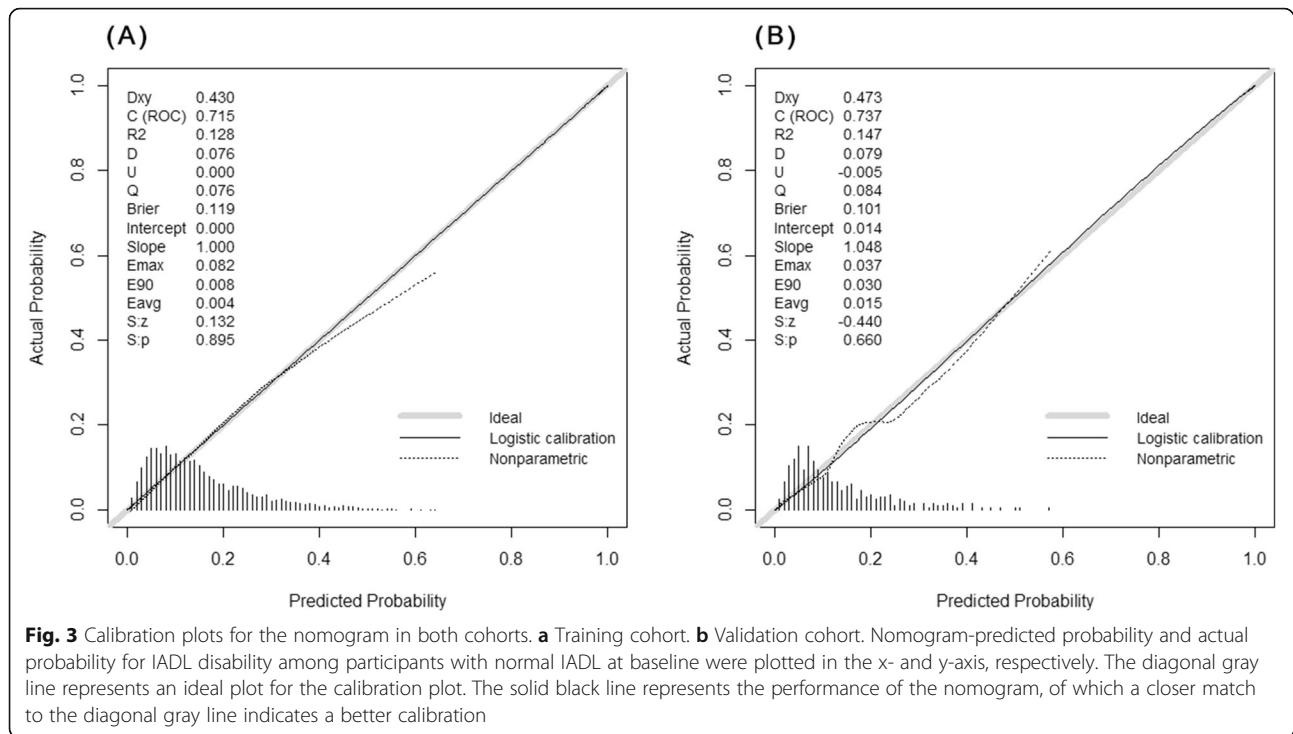 (A)
Dxy 0.430
C (ROC) 0.715
R2 0.128
D 0.076
U 0.000
Q 0.076
Brier 0.119
Intercept 0.000
Slope 1.000
Emax 0.082
E90 0.008
Eavg 0.004
S:z 0.132
S:p 0.895
Ideal
Logistic calibration
Nonparametric
Actual Probability
1.0
0.8
0.6
0.4
0.2
0.0
0.0 0.2 0.4 0.6 0.8 1.0
Predicted Probability
(B)
Dxy 0.473
C (ROC) 0.737
R2 0.147
D 0.079
U -0.005
Q 0.084
Brier 0.101
Intercept 0.014
Slope 1.048
Emax 0.037
E90 0.030
Eavg 0.015
S:z -0.440
S:p 0.660
Ideal
Logistic calibration
Nonparametric
Actual Probability
1.0
0.8
0.6
0.4
0.2
0.0
0.0 0.2 0.4 0.6 0.8 1.0
Predicted Probability
Fig. 3 Calibration plots for the nomogram in both cohorts. a Training cohort. b Validation cohort. Nomogram-predicted probability and actual
probability for IADL disability among participants with normal IADL at baseline were plotted in the x- and y-axis, respectively. The diagonal gray
line represents an ideal plot for the calibration plot. The solid black line represents the performance of the nomogram, of which a closer match
to the diagonal gray line indicates a better calibration